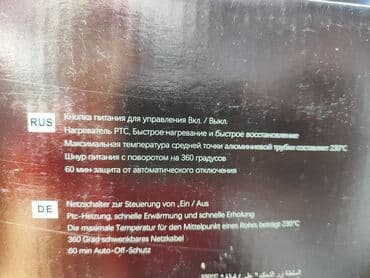 RUS
Кнопка питания для управления Вкл. / Выкл.
Нагреватель PTC, Быстрое нагревание и быстрое восстановление
Максимальная температура средней точки алюминиевой трубки составляет 230°C
Шнур питания с поворотом на 360 градусов
60 мин защита от автоматического отключения
DE
Netzschalter zur Steuerung von „Ein / Aus
Ptc-Heizung, schnelle Erwärmung und schnelle Erholung
Die maximale Temperatur für den Mittelpunkt eines Rohrs beträgt 230°C
360 Grad schwenkbares Netzkabel
60 min Auto-Off-Schutz